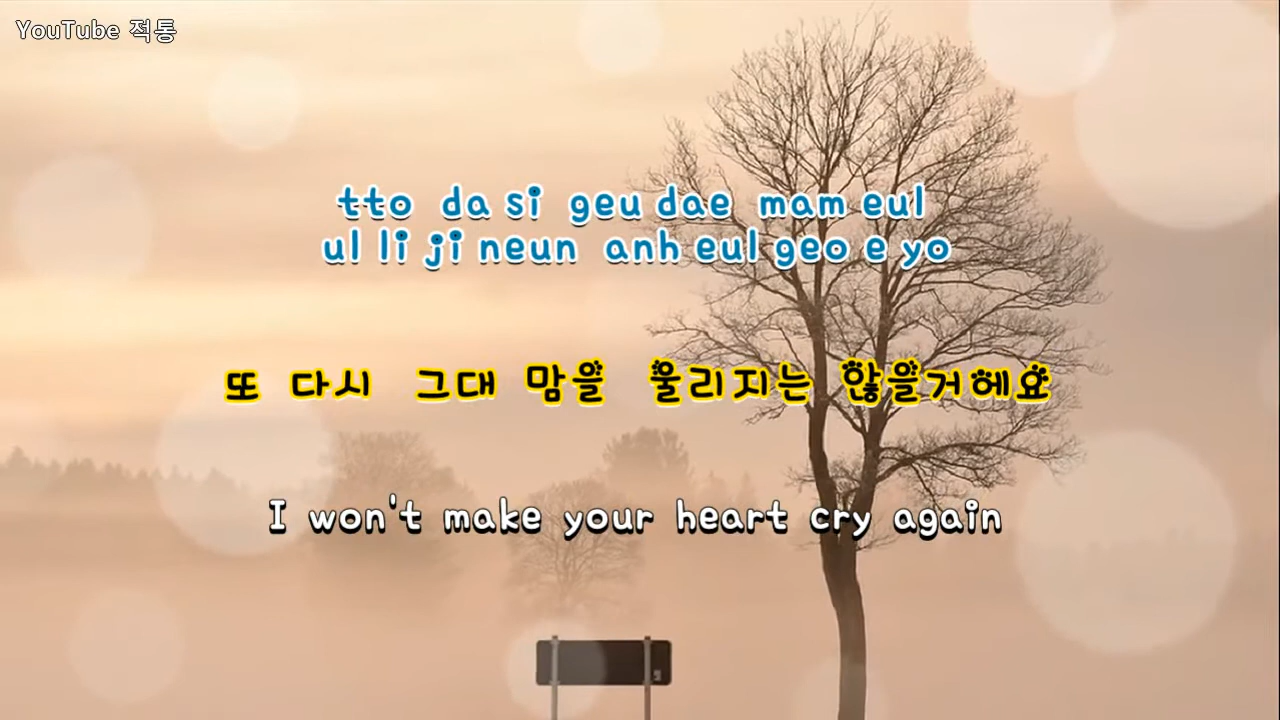 YouTube 적통
tto da si geu dae mam eul
ul li ji neun anh eul geo e yo
또 다시 그대 맘을 울리지는 않을거헤요
I won't make your heart cry again